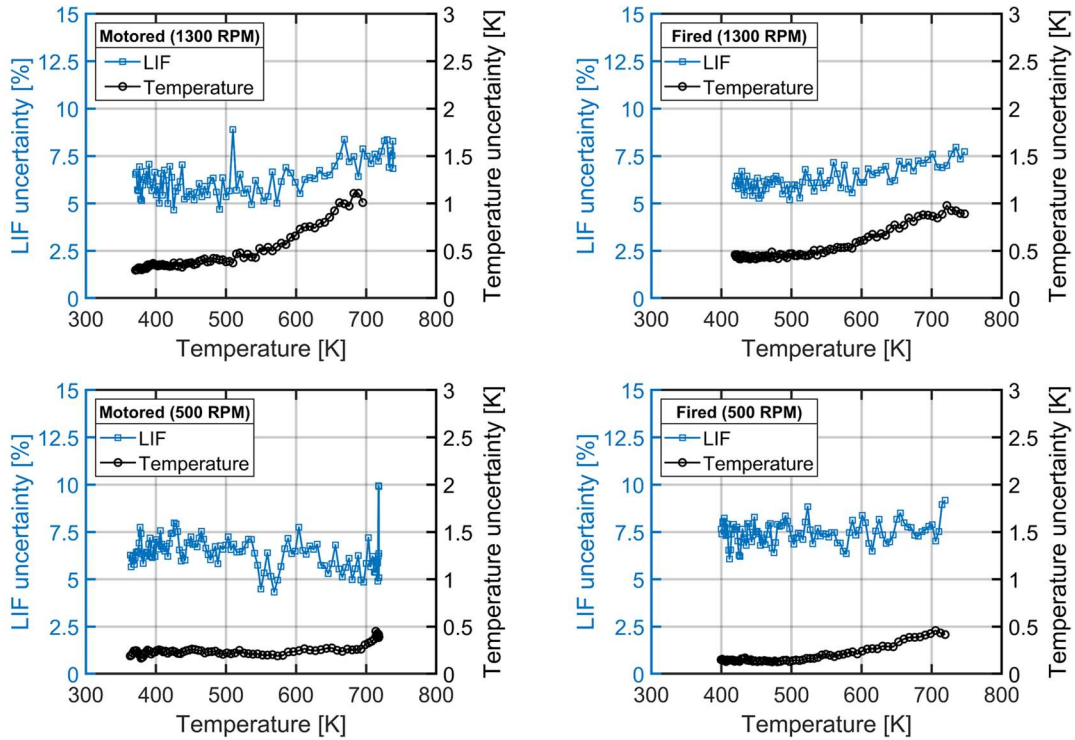 LIF uncertainty [%]
15
12.5
10
7.5
5
2.5
0
Motored (1300 RPM)
LIF
Temperature
3
2.5
2
1.5
1
0.5
0
Temperature uncertainty [K]
300 400 500 600 700 800
Temperature [K]
LIF uncertainty [%]
15
12.5
10
7.5
5
2.5
0
Fired (1300 RPM)
LIF
Temperature
3
2.5
2
1.5
1
0.5
0
Temperature uncertainty [K]
300 400 500 600 700 800
Temperature [K]
LIF uncertainty [%]
15
12.5
10
7.5
5
2.5
0
Motored (500 RPM)
LIF
Temperature
3
2.5
2
1.5
1
0.5
0
Temperature uncertainty [K]
300 400 500 600 700 800
Temperature [K]
LIF uncertainty [%]
15
12.5
10
7.5
5
2.5
0
Fired (500 RPM)
LIF
Temperature
3
2.5
2
1.5
1
0.5
0
Temperature uncertainty [K]
300 400 500 600 700 800
Temperature [K]